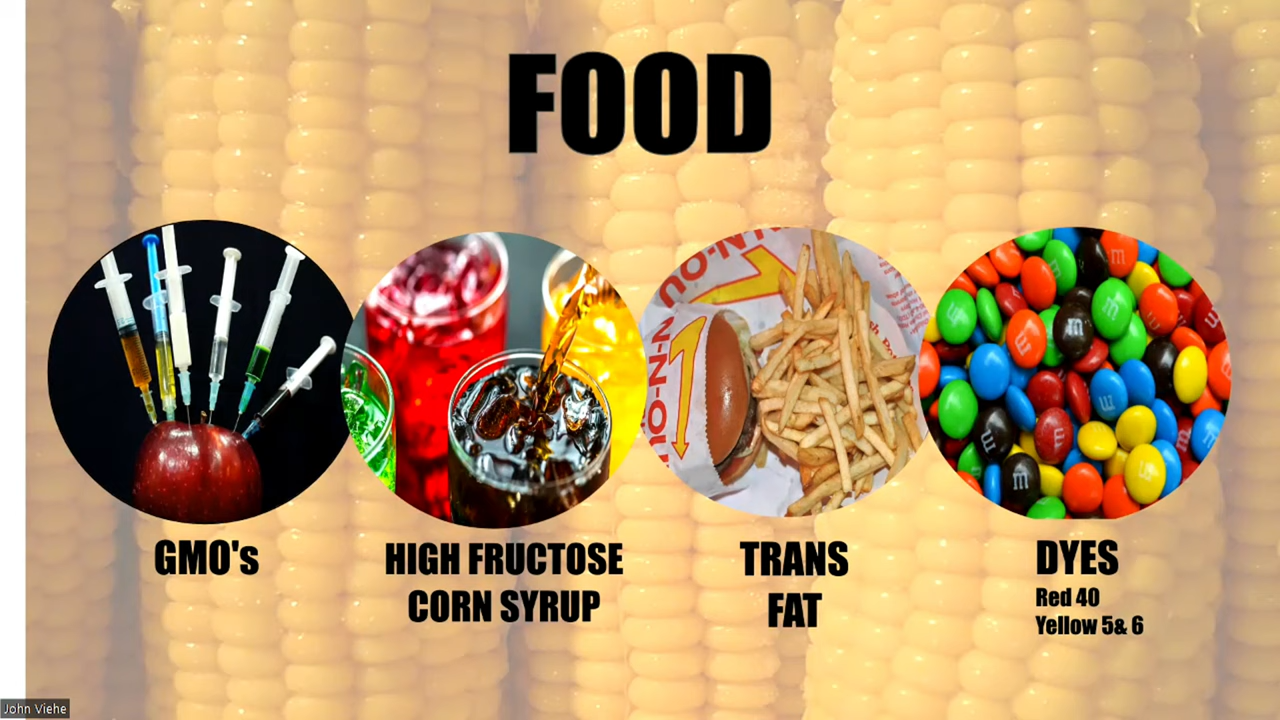 FOOD
GMO's
HIGH FRUCTOSE
CORN SYRUP
TRANS
FAT
DYES
Red 40
Yellow 5& 6
John Viehe